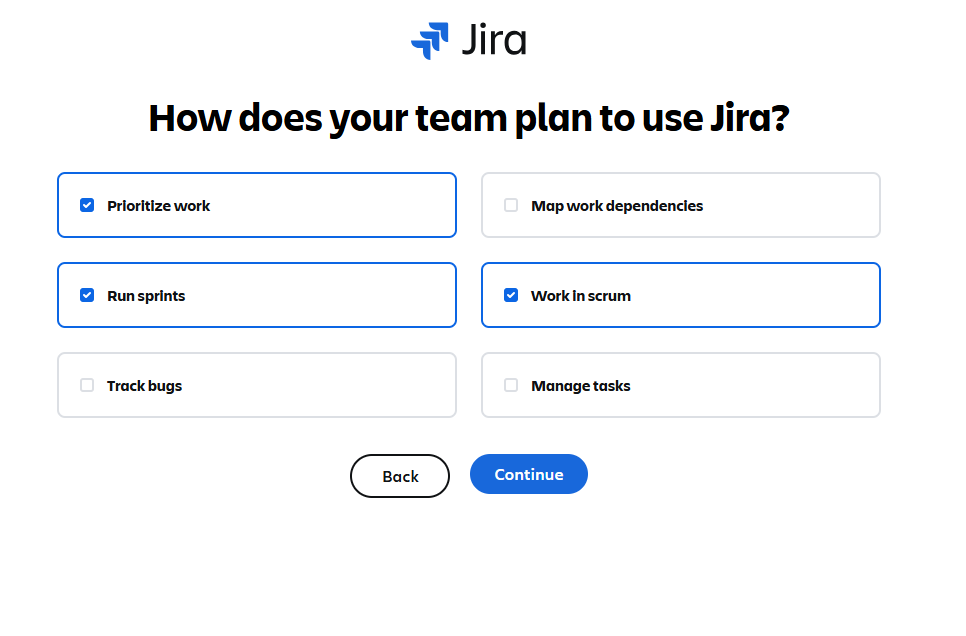 Jira
How does your team plan to use Jira?
Prioritize work
Map work dependencies
Run sprints
Work in scrum
Track bugs
Manage tasks
Back
Continue